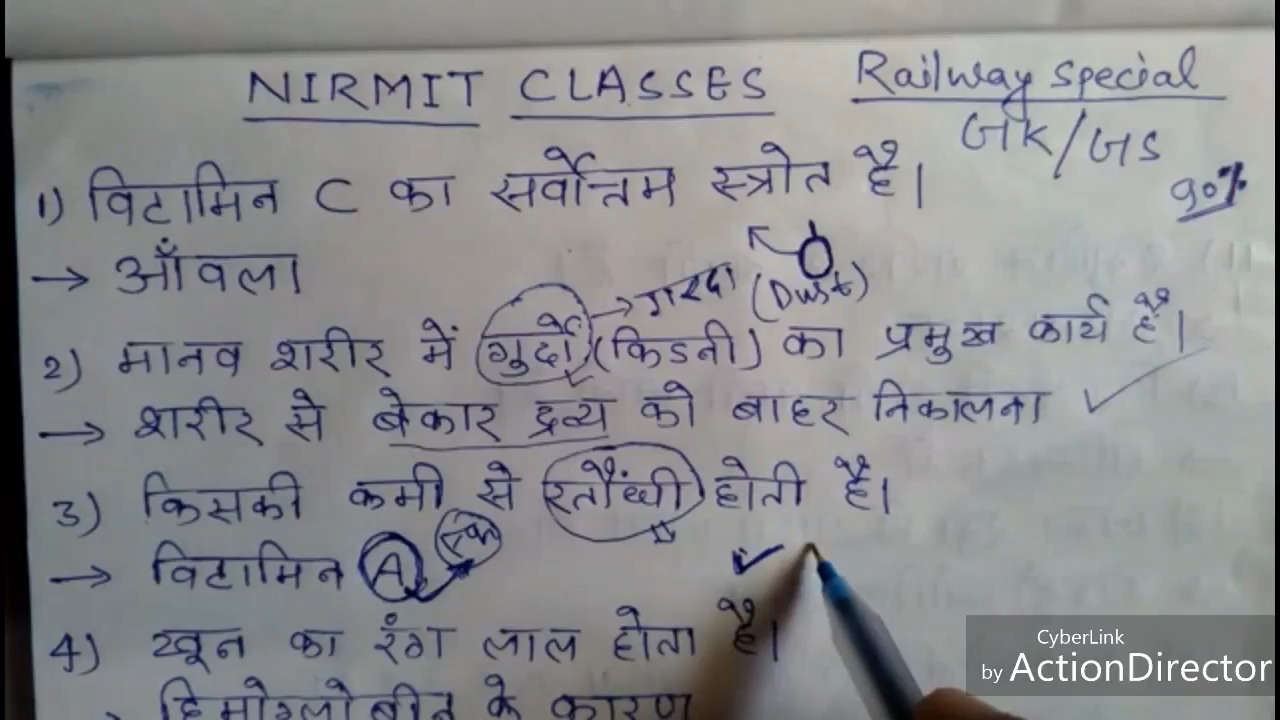 NIRMIT CLASSES Railway Special
GK/GS
90%
1) विटामिन C का सर्वोत्तम स्त्रोत है।
→ आँवला
→ गरदा (Dust)
2) मानव शरीर में गुर्दो (किडनी) का प्रमुख कार्य है।
→ शरीर से बेकार द्रव्य को बाहर निकालना
3) किसकी कमी से रतौंधी होती है।
→ विटामिन A
4) खून का रंग लाल होता है।
हिमोग्लोबीन के कारण
CyberLink
by ActionDirector